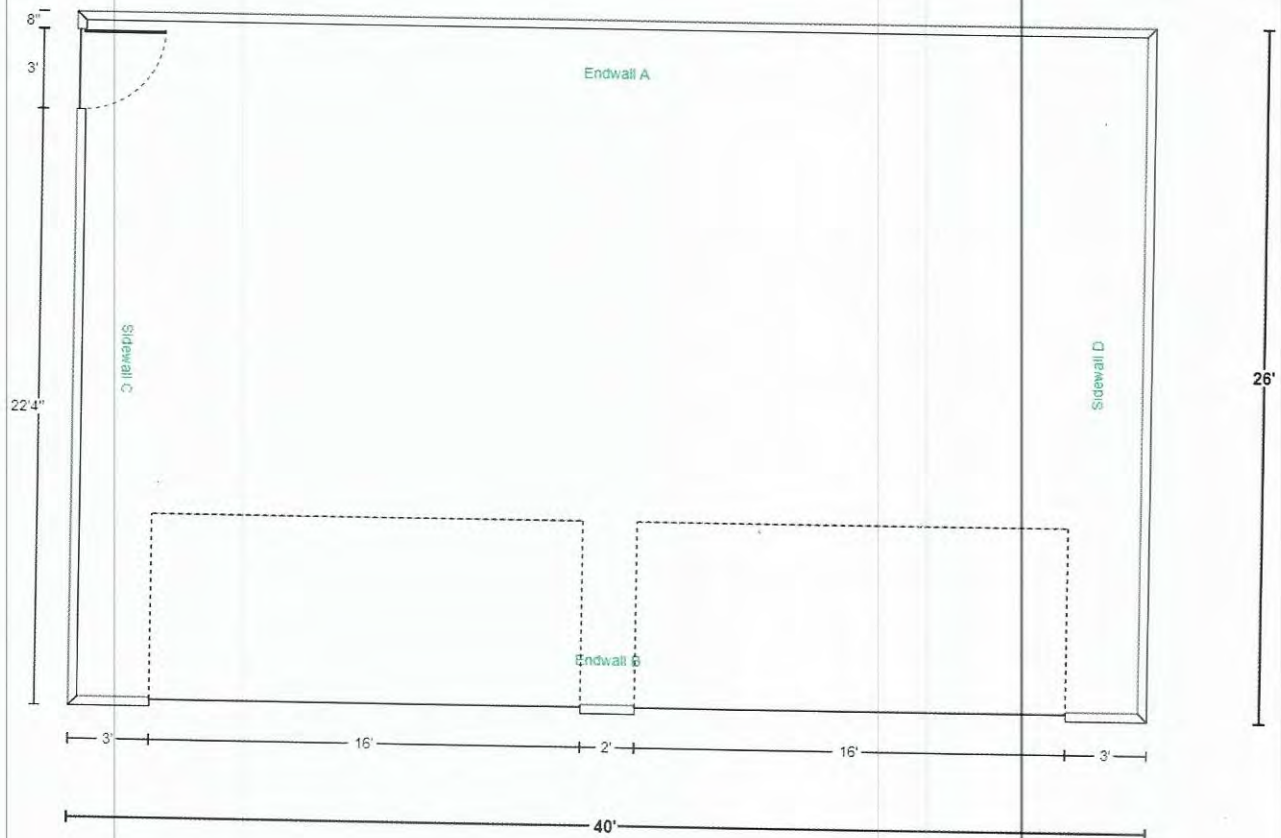 8"
3'
Endwall A
Sidewall C
Sidewall D
26'
22'4"
Endwall B
3'
16'
2'
16'
3'
40'